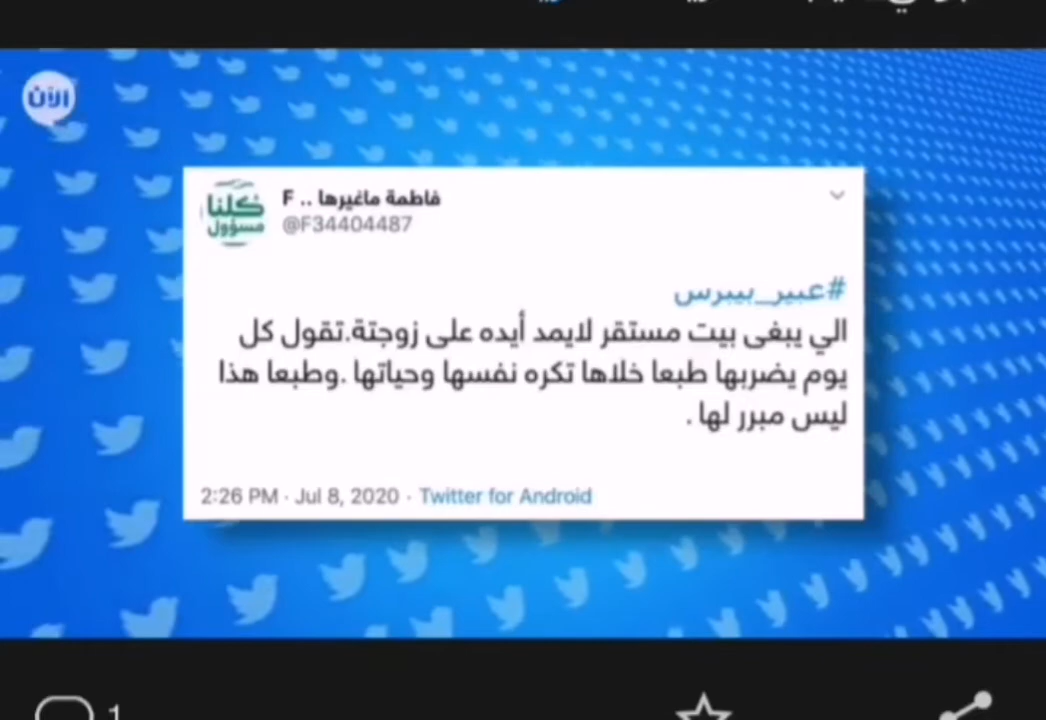 الآن
كلنا
مسؤول
فاطمة ماغيرها .. F
@F34404487
#عبير_بيبرس
الي يبغى بيت مستقر لايمد أيده على زوجتة.تقول كل
يوم يضربها طبعا خلاها تكره نفسها وحياتها .وطبعا هذا
ليس مبرر لها .
2:26 PM · Jul 8, 2020 · Twitter for Android
1